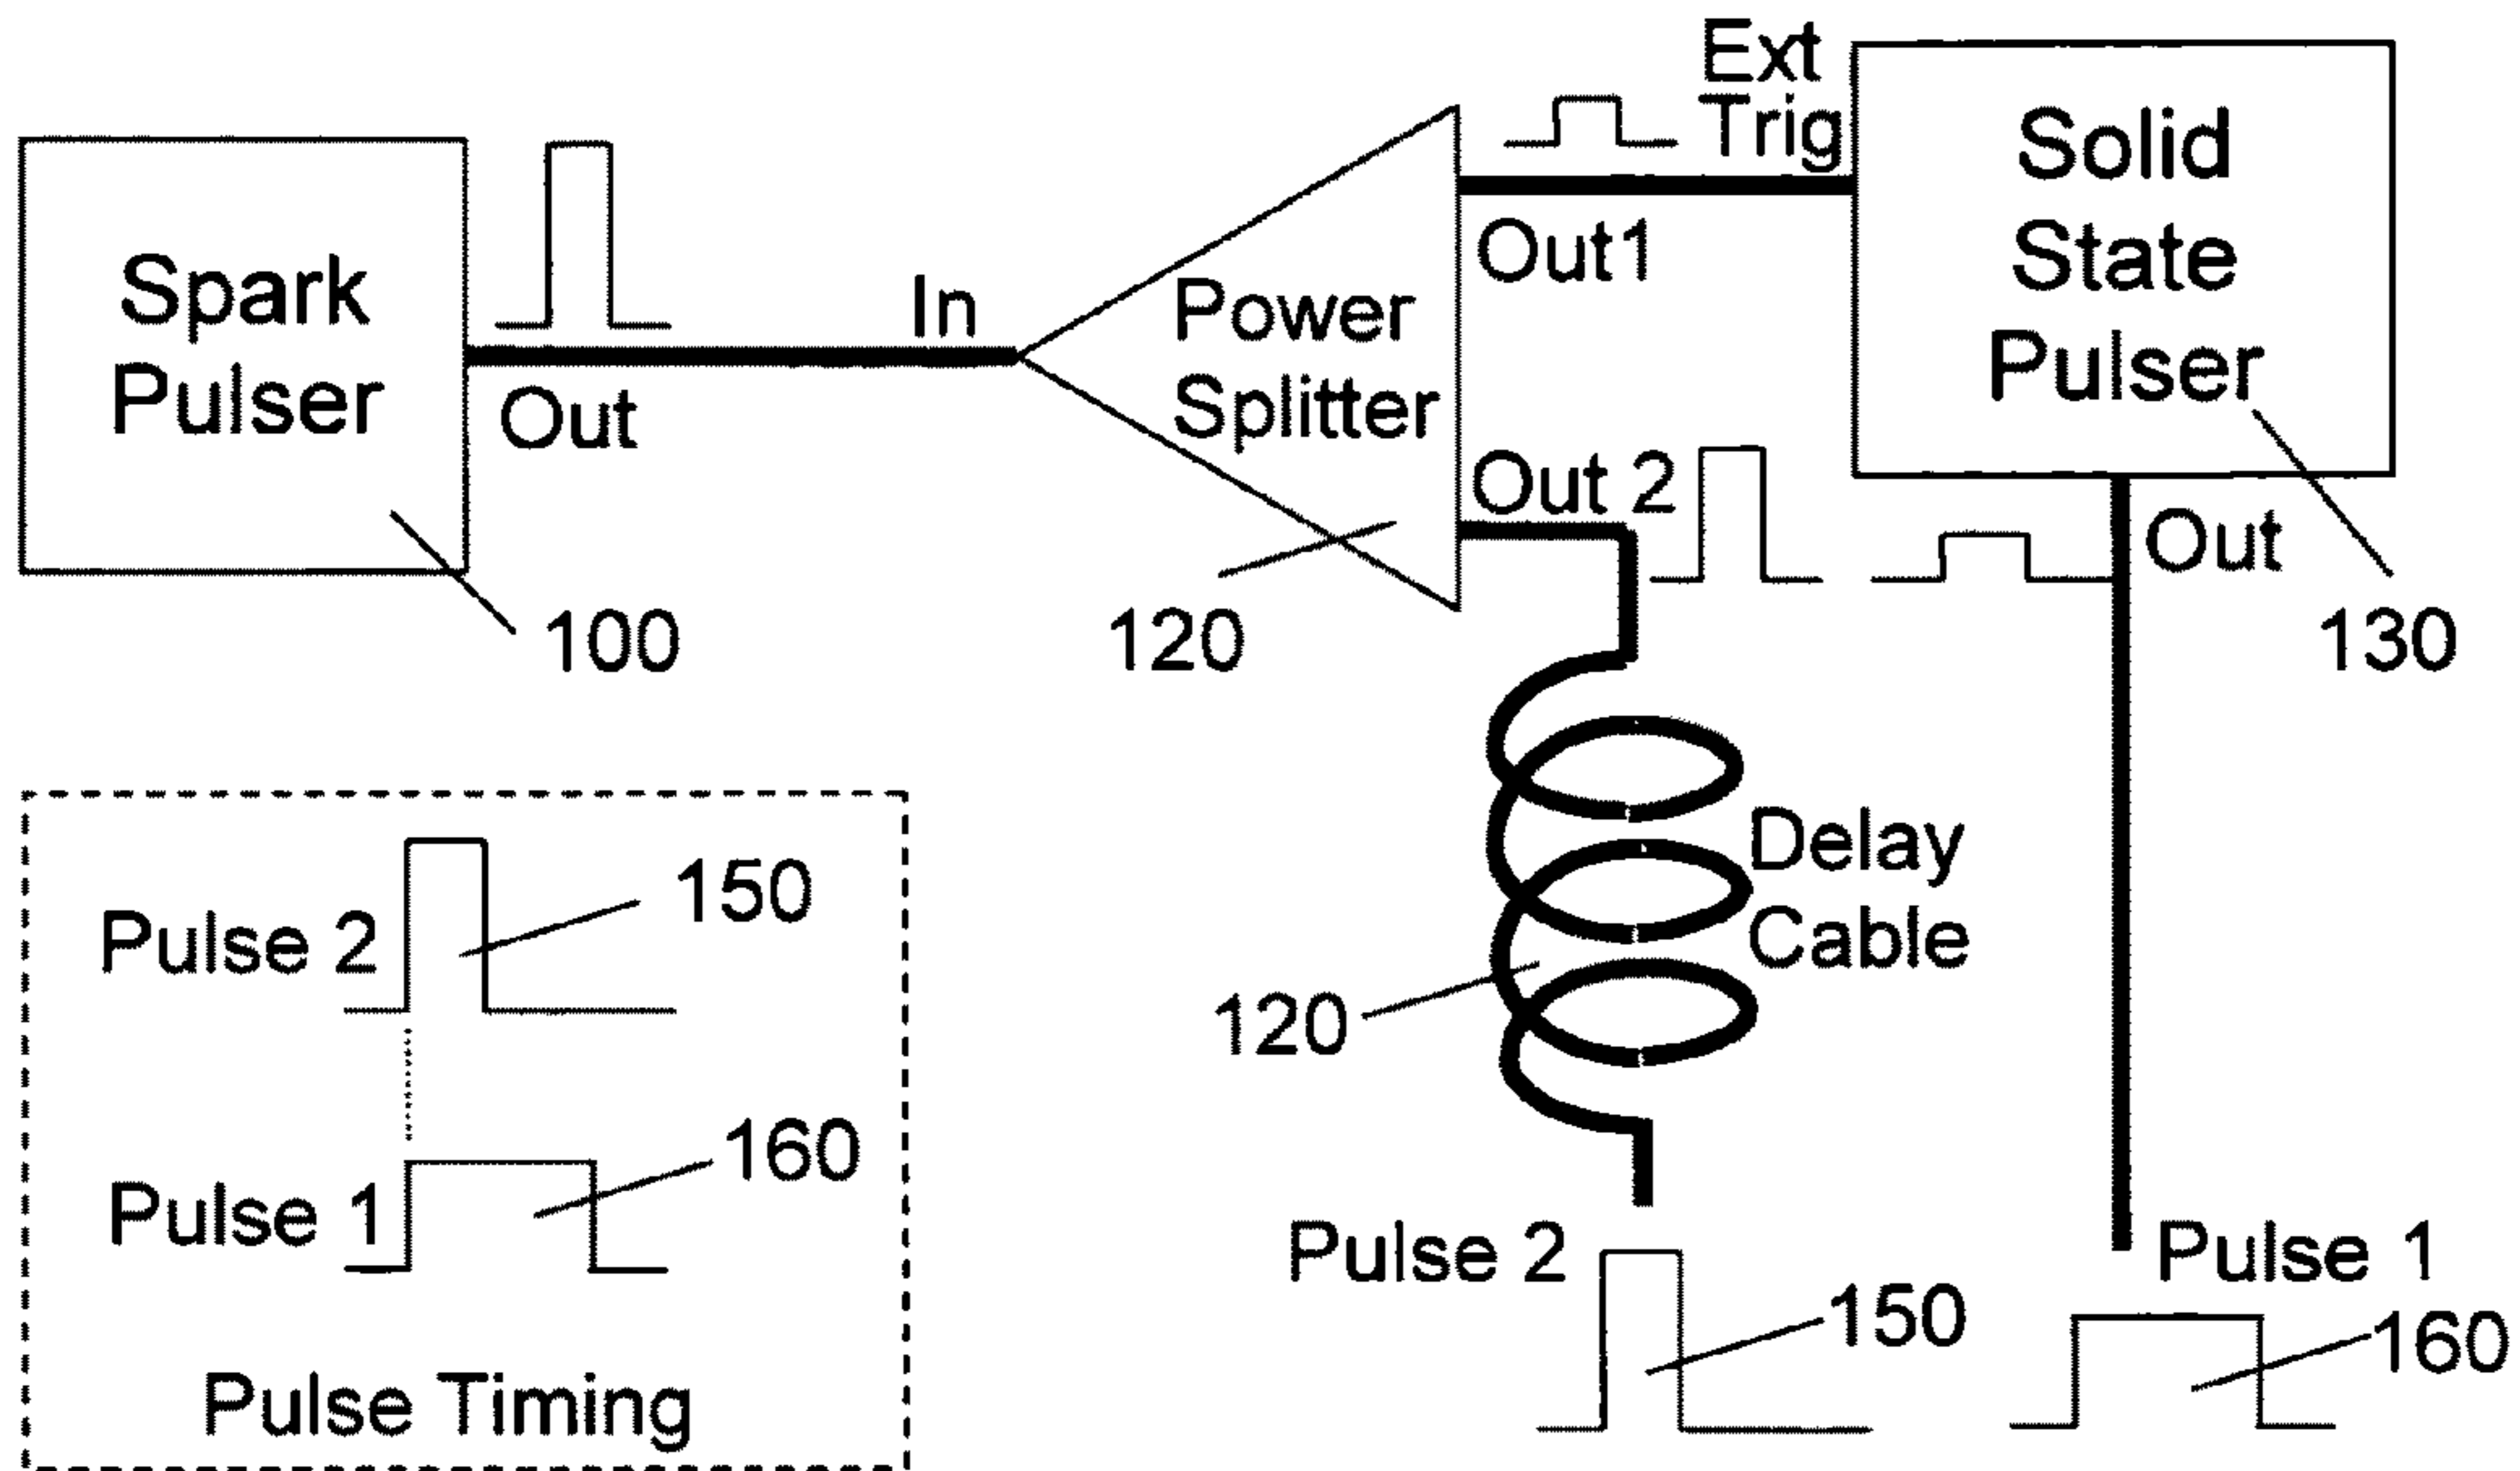 Spark
Pulser
Out
100
In
Power
Splitter
120
Out1
Out 2
Ext
Trig
Solid
State
Pulser
Out
130
Delay
Cable
120
Pulse 2
150
Pulse 1
160
Pulse 2
150
Pulse 1
160
Pulse Timing